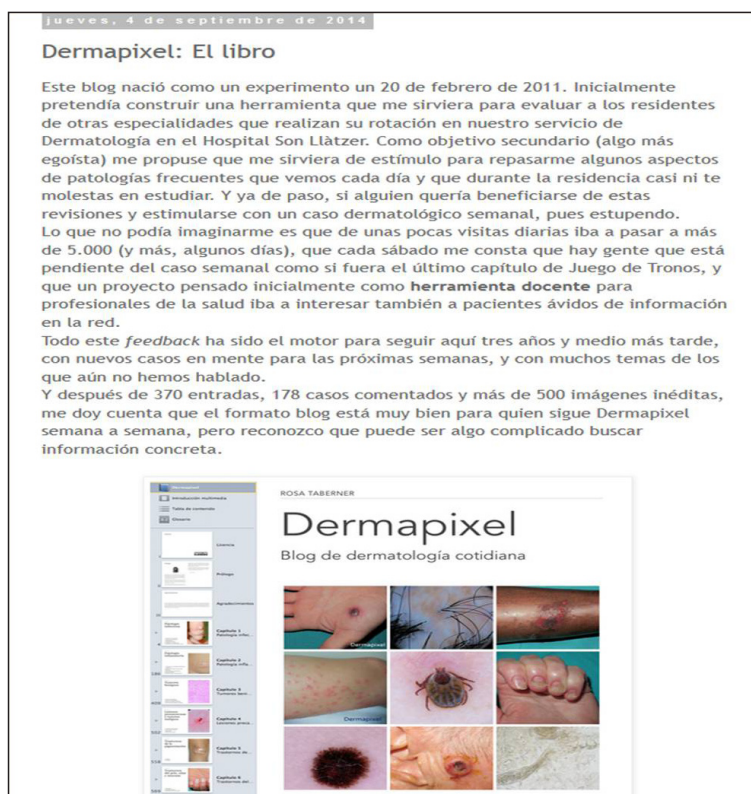 jueves, 4 de septiembre de 2014
Dermapixel: El libro
Este blog nació como un experimento un 20 de febrero de 2011. Inicialmente
pretendía construir una herramienta que me sirviera para evaluar a los residentes
de otras especialidades que realizan su rotación en nuestro servicio de
Dermatología en el Hospital Son Llàtzer. Como objetivo secundario (algo más
egoísta) me propuse que me sirviera de estímulo para repasarme algunos aspectos
de patologías frecuentes que vemos cada día y que durante la residencia casi ni te
molestas en estudiar. Y ya de paso, si alguien quería beneficiarse de estas
revisiones y estimularse con un caso dermatológico semanal, pues estupendo.
Lo que no podía imaginarme es que de unas pocas visitas diarias iba a pasar a más
de 5.000 (y más, algunos días), que cada sábado me consta que hay gente que está
pendiente del caso semanal como si fuera el último capítulo de Juego de Tronos, y
que un proyecto pensado inicialmente como herramienta docente para
profesionales de la salud iba a interesar también a pacientes ávidos de información
en la red.
Todo este feedback ha sido el motor para seguir aquí tres años y medio más tarde,
con nuevos casos en mente para las próximas semanas, y con muchos temas de los
que aún no hemos hablado.
Y después de 370 entradas, 178 casos comentados y más de 500 imágenes inéditas,
me doy cuenta que el formato blog está muy bien para quien sigue Dermapixel
semana a semana, pero reconozco que puede ser algo complicado buscar
información concreta.
Dermapixel
Introducción multimedia
Tabla de contenido
Glosario
Licencia
Prólogo
Agradecimientos
Capítulo 1
Patología infec...
Capítulo 2
Patología infla...
Capítulo 3
Tumores beni...
Capítulo 4
Lesiones preca...
Capítulo 5
Trastornos de...
Capítulo 6
Trastornos del...
ROSA TABERNER
Dermapixel
Blog de dermatología cotidiana
Dermapixel
Dermapixel